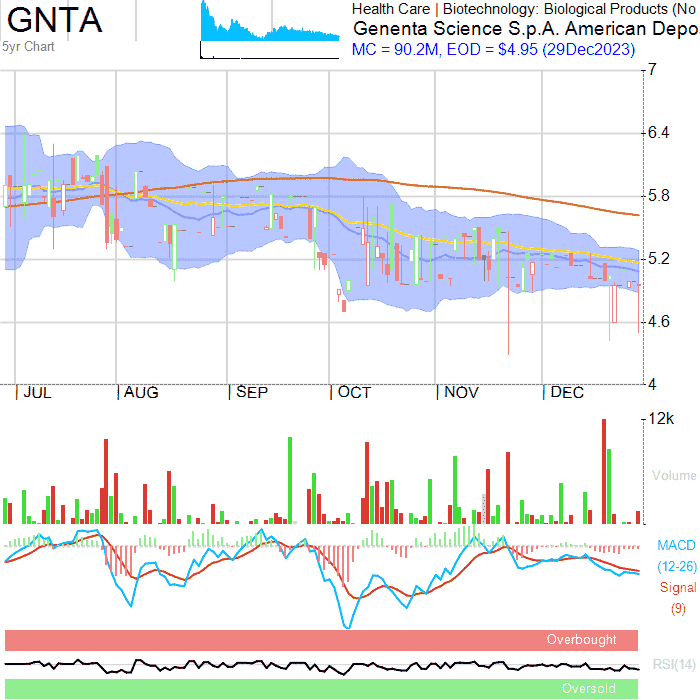 GNTA
5yr Chart
Health Care | Biotechnology: Biological Products (No
Genenta Science S.p.A. American Depo
MC = 90.2M, EOD = $4.95 (29Dec2023)
7
6.4
5.8
5.2
4.6
4
JUL AUG SEP OCT NOV DEC
12k
Volume
MACD
(12-26)
Signal
(9)
Overbought
RSI(14)
Oversold